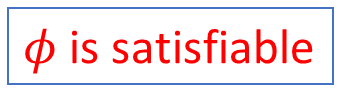 𝜙 is satisfiable